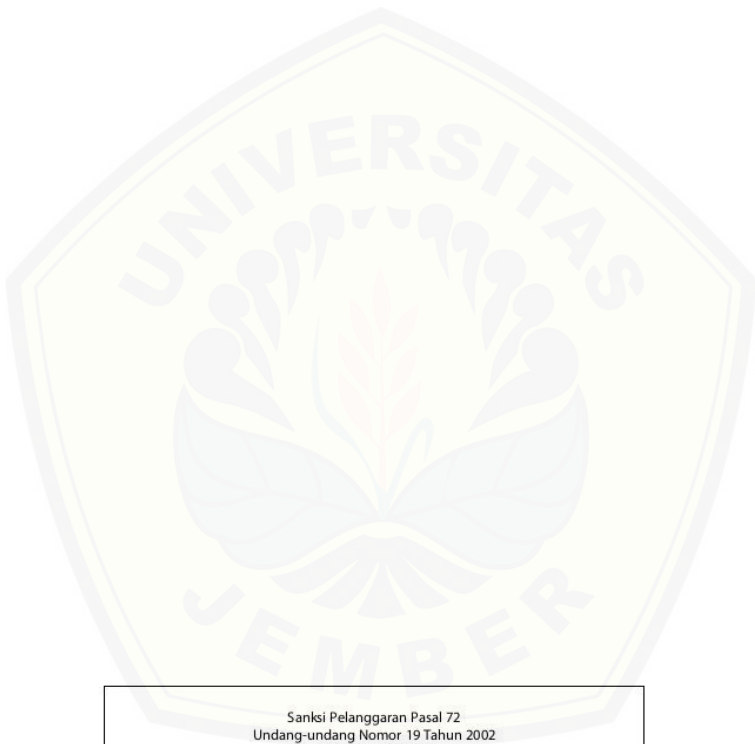 UNIVERSITAS
JEMBER
Sanksi Pelanggaran Pasal 72
Undang-undang Nomor 19 Tahun 2002